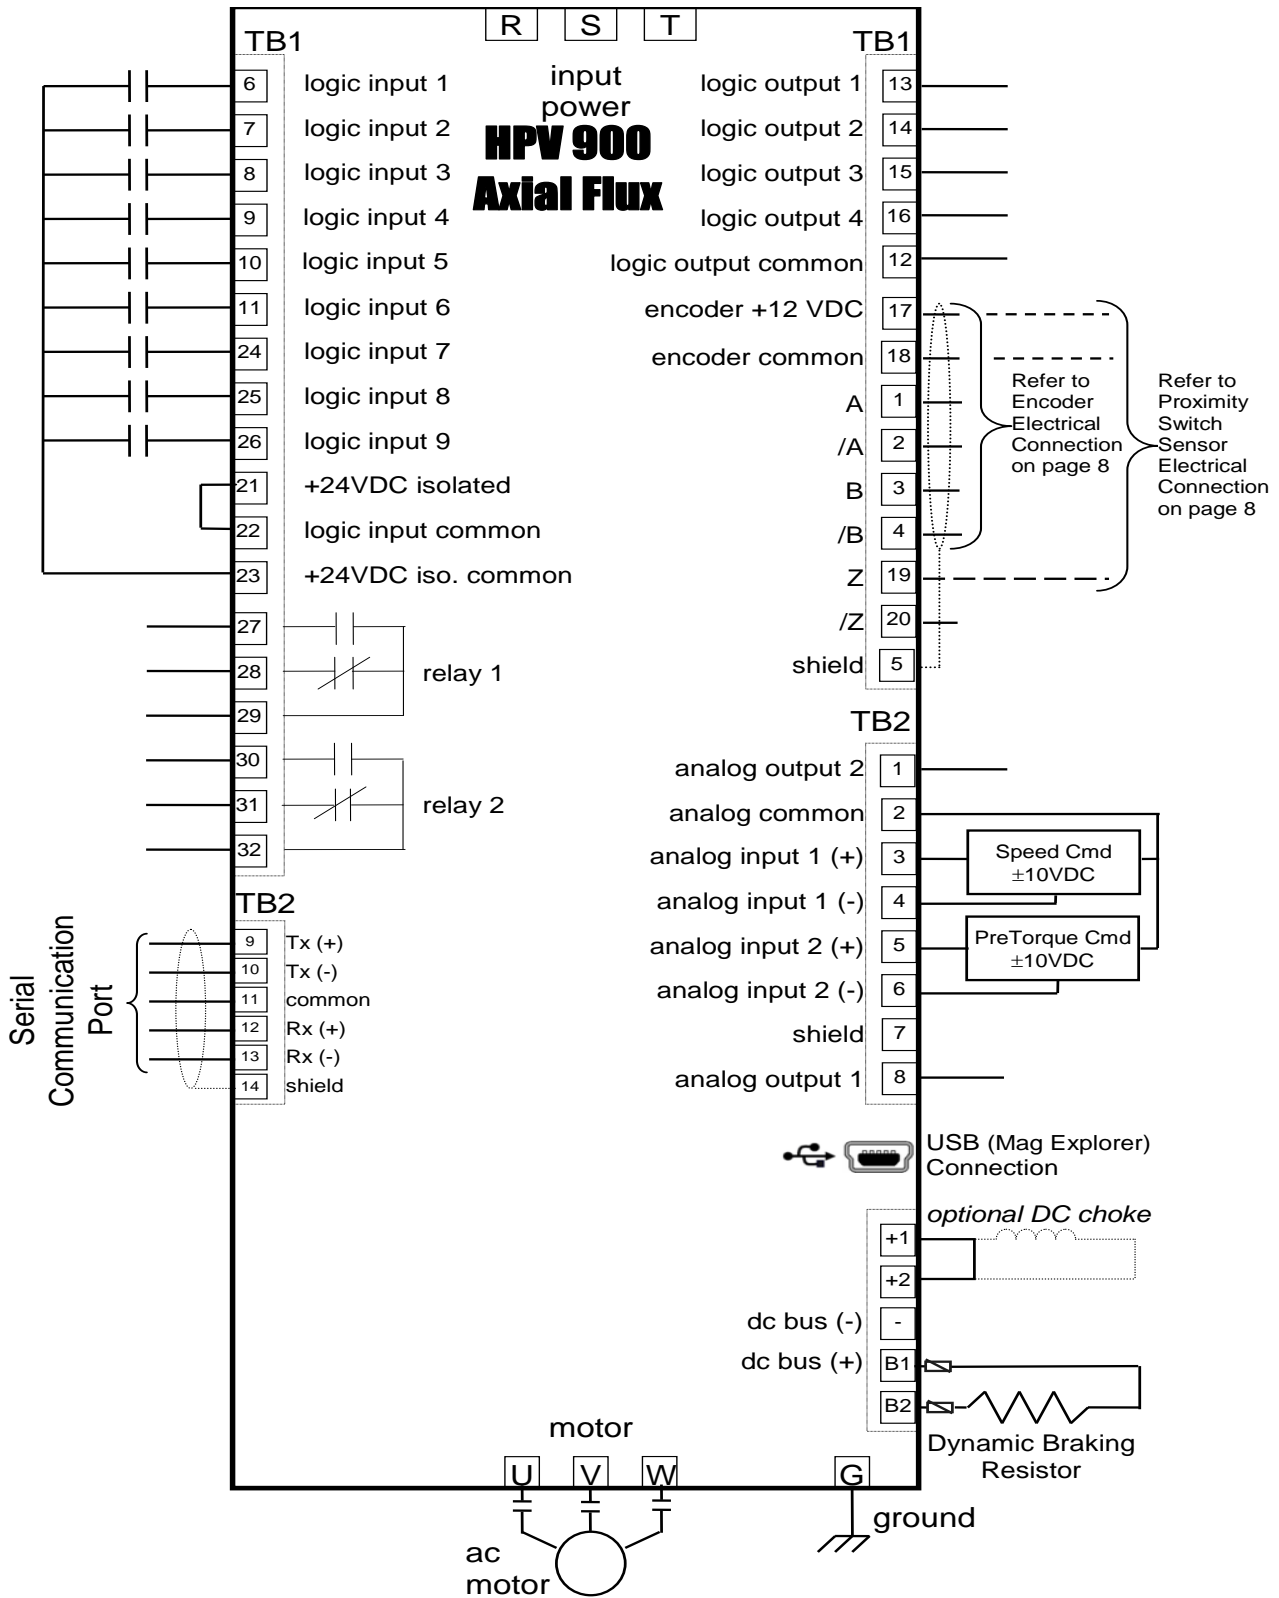 R S T
input
power
HPV 900
Axial Flux
TB1
6 logic input 1
7 logic input 2
8 logic input 3
9 logic input 4
10 logic input 5
11 logic input 6
24 logic input 7
25 logic input 8
26 logic input 9
21 +24VDC isolated
22 logic input common
23 +24VDC iso. common
27
28 relay 1
29
30
31 relay 2
32
TB2
Serial
Communication
Port
9 Tx (+)
10 Tx (-)
11 common
12 Rx (+)
13 Rx (-)
14 shield
TB1
logic output 1 13
logic output 2 14
logic output 3 15
logic output 4 16
logic output common 12
encoder +12 VDC 17
encoder common 18
A 1
/A 2
B 3
/B 4
Z 19
/Z 20
shield 5
Refer to
Encoder
Electrical
Connection
on page 8
Refer to
Proximity
Switch
Sensor
Electrical
Connection
on page 8
TB2
analog output 2 1
analog common 2
analog input 1 (+) 3
analog input 1 (-) 4
analog input 2 (+) 5
analog input 2 (-) 6
shield 7
analog output 1 8
Speed Cmd
±10VDC
PreTorque Cmd
±10VDC
USB (Mag Explorer)
Connection
optional DC choke
+1
+2
dc bus (-) -
dc bus (+) B1
B2
Dynamic Braking
Resistor
motor
U V W G
ground
ac
motor